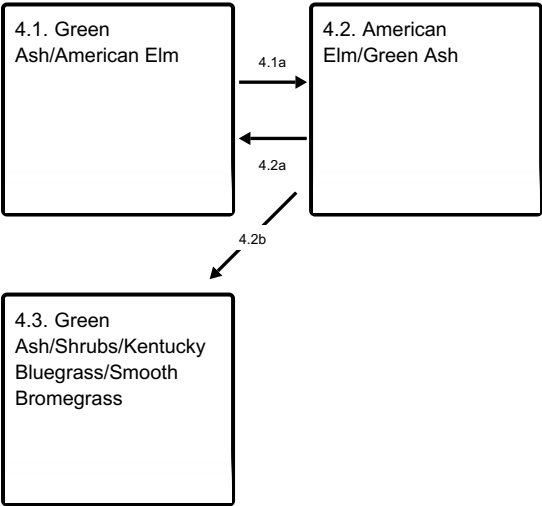 4.1. Green
Ash/American Elm
4.1a
4.2. American
Elm/Green Ash
4.2a
4.2b
4.3. Green
Ash/Shrubs/Kentucky
Bluegrass/Smooth
Bromegrass